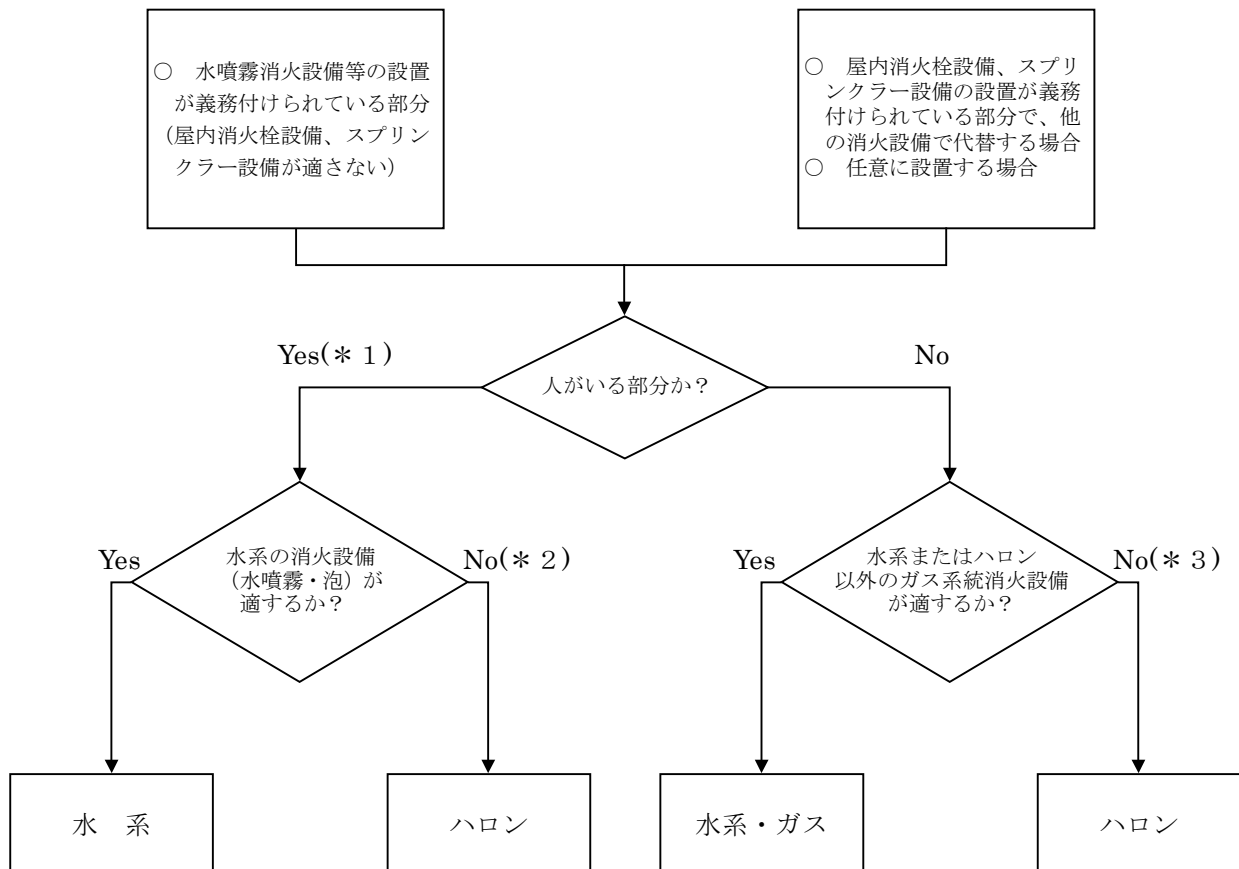 ○　水噴霧消火設備等の設置
が義務付けられている部分
（屋内消火栓設備、スプリン
クラー設備が適さない）
○　屋内消火栓設備、スプリ
ンクラー設備の設置が義務
付けられている部分で、他
の消火設備で代替する場合
○　任意に設置する場合
Yes(＊１)
人がいる部分か？
No
Yes
水系の消火設備
（水噴霧・泡）が
適するか？
No(＊２)
Yes
水系またはハロン
以外のガス系統消火設備
が適するか？
No(＊３)
水　系
ハロン
水系・ガス
ハロン